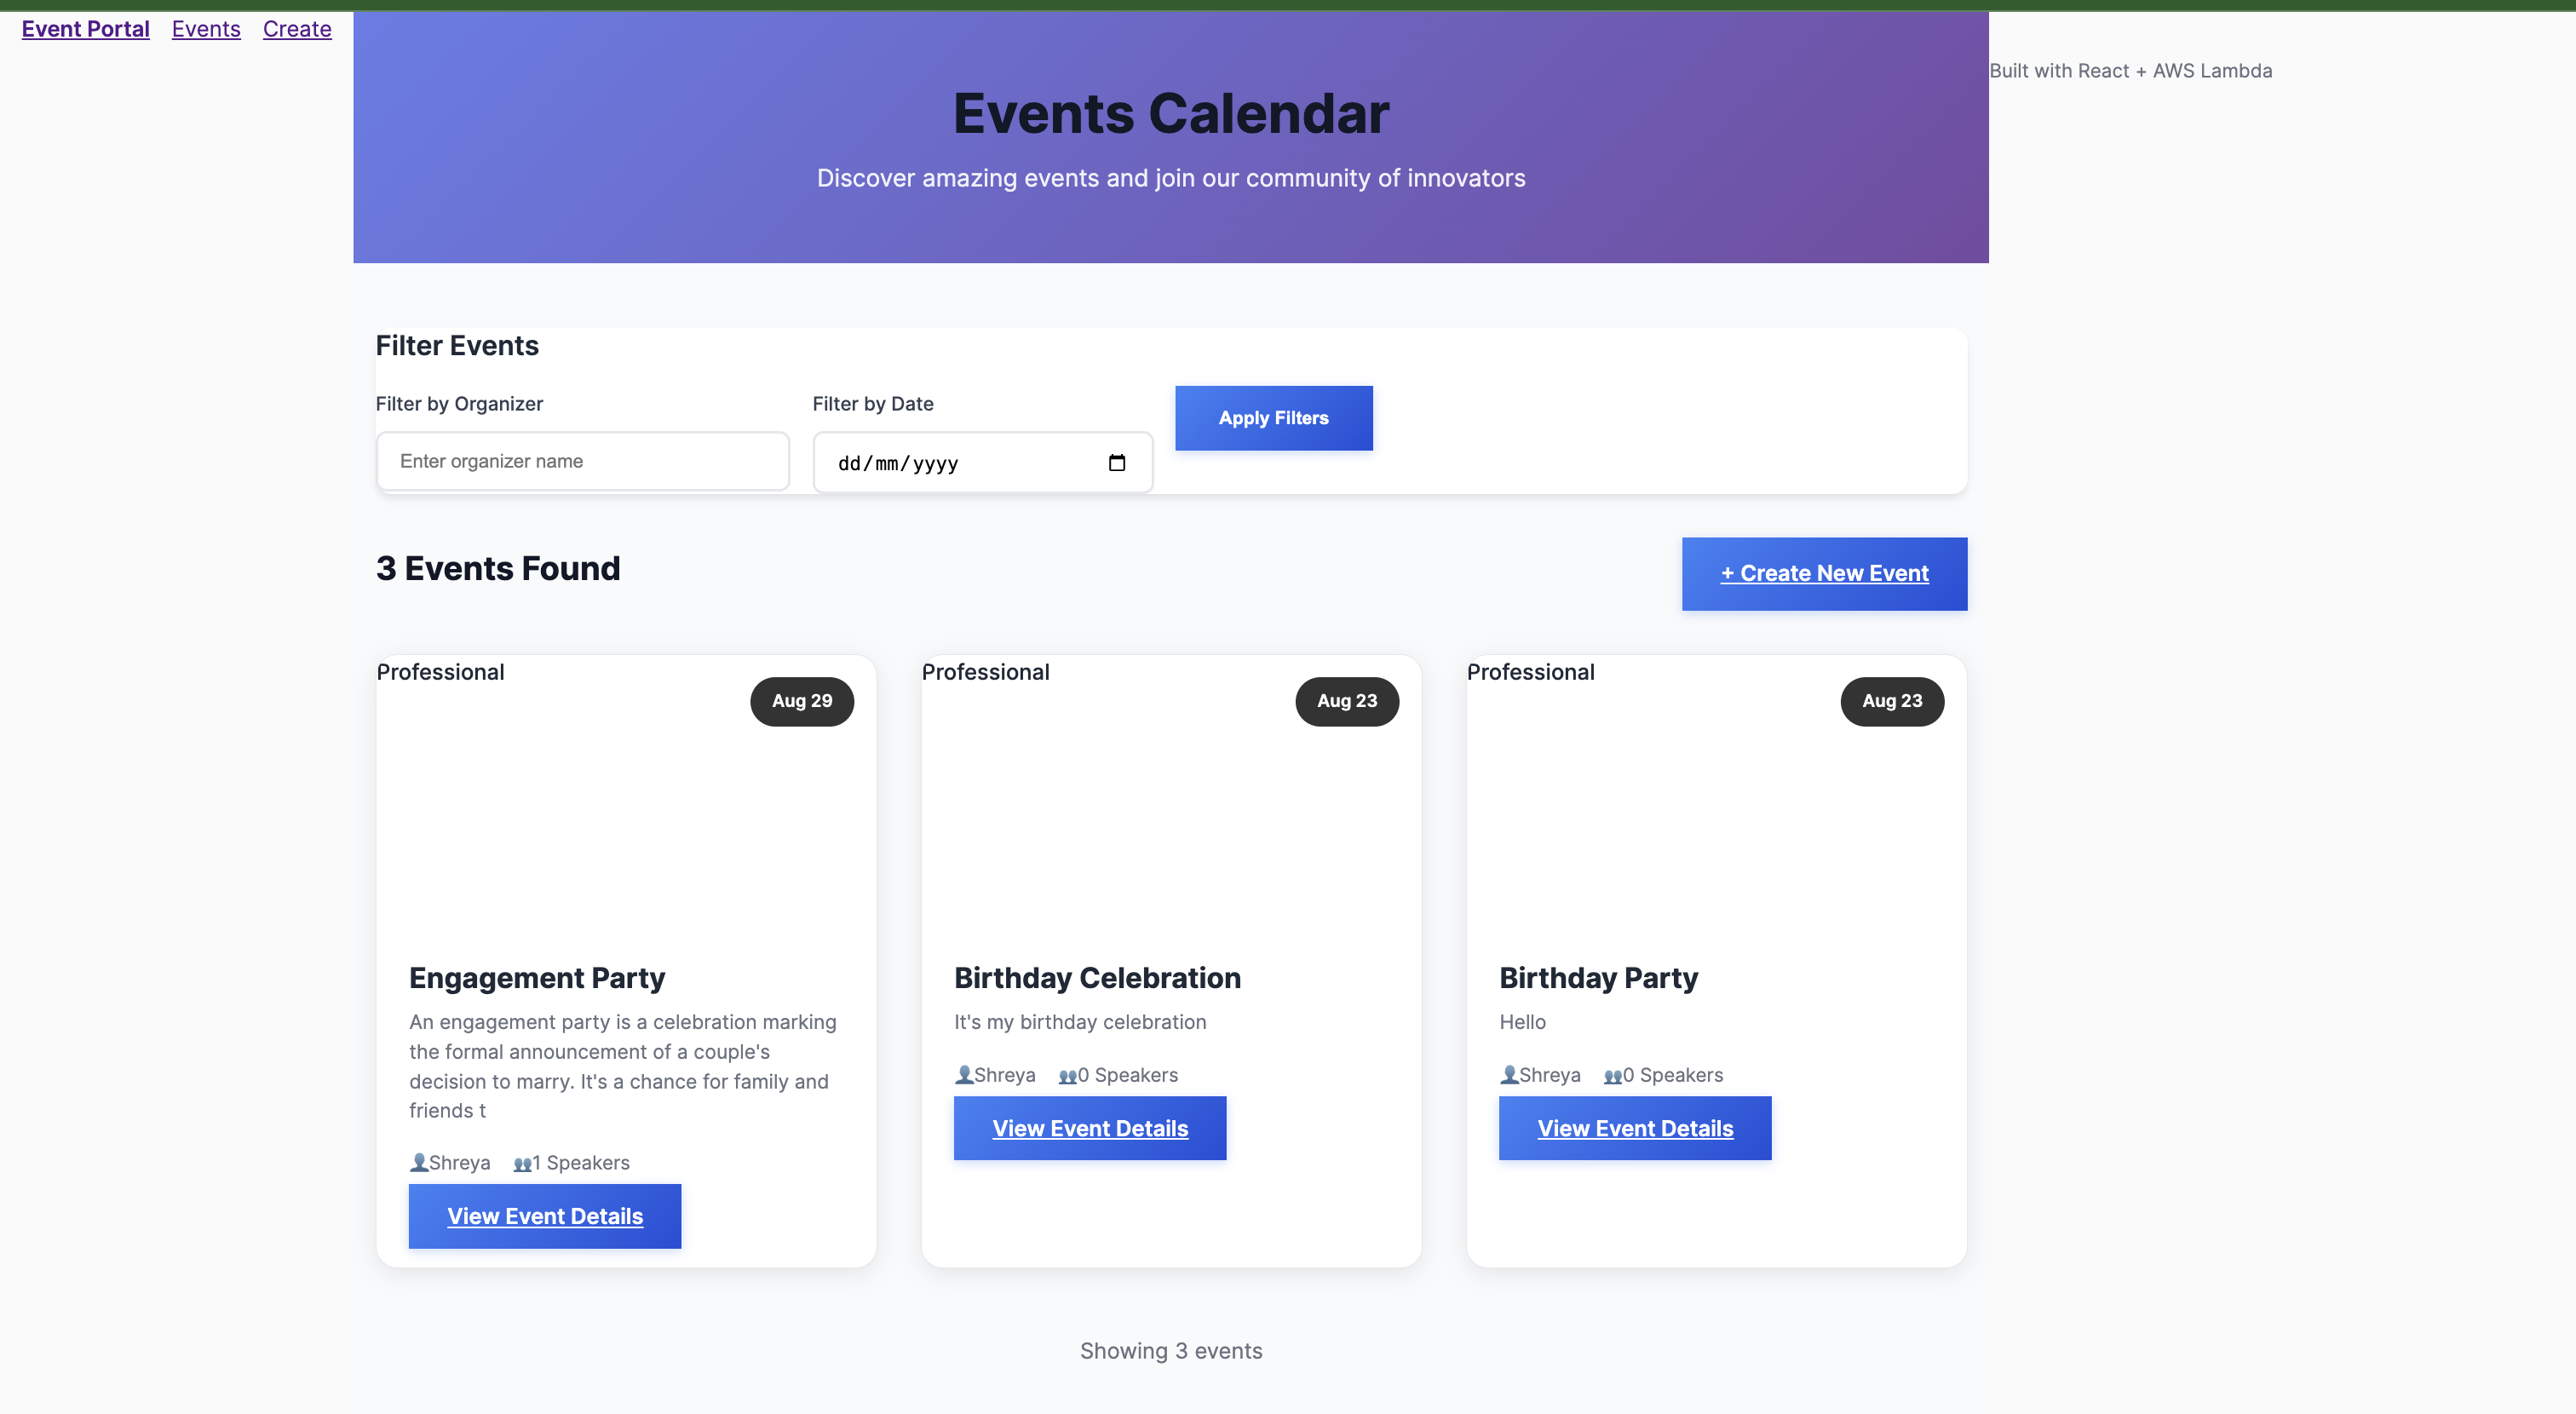 Event Portal Events Create
Events Calendar
Discover amazing events and join our community of innovators
Built with React + AWS Lambda
Filter Events
Filter by Organizer
Enter organizer name
Filter by Date
dd/mm/yyyy
Apply Filters
3 Events Found
+ Create New Event
Professional
Aug 29
Engagement Party
An engagement party is a celebration marking
the formal announcement of a couple's
decision to marry. It's a chance for family and
friends t
Shreya 1 Speakers
View Event Details
Professional
Aug 23
Birthday Celebration
It's my birthday celebration
Shreya 0 Speakers
View Event Details
Professional
Aug 23
Birthday Party
Hello
Shreya 0 Speakers
View Event Details
Showing 3 events